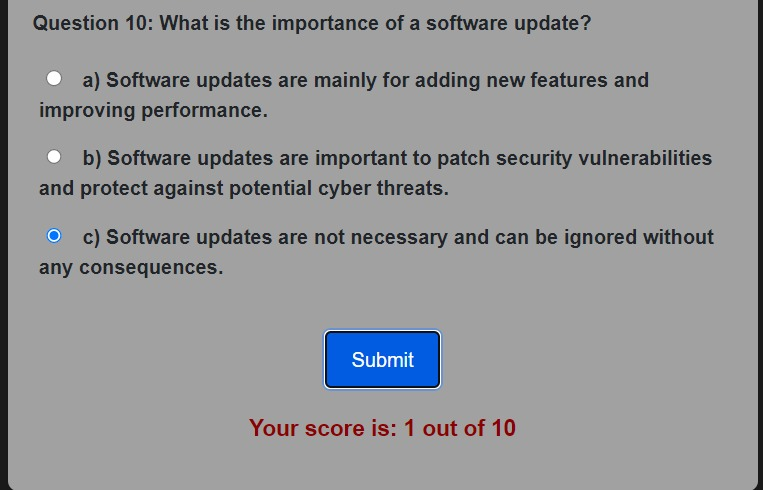 Question 10: What is the importance of a software update?
a) Software updates are mainly for adding new features and
improving performance.
b) Software updates are important to patch security vulnerabilities
and protect against potential cyber threats.
c) Software updates are not necessary and can be ignored without
any consequences.
Submit
Your score is: 1 out of 10